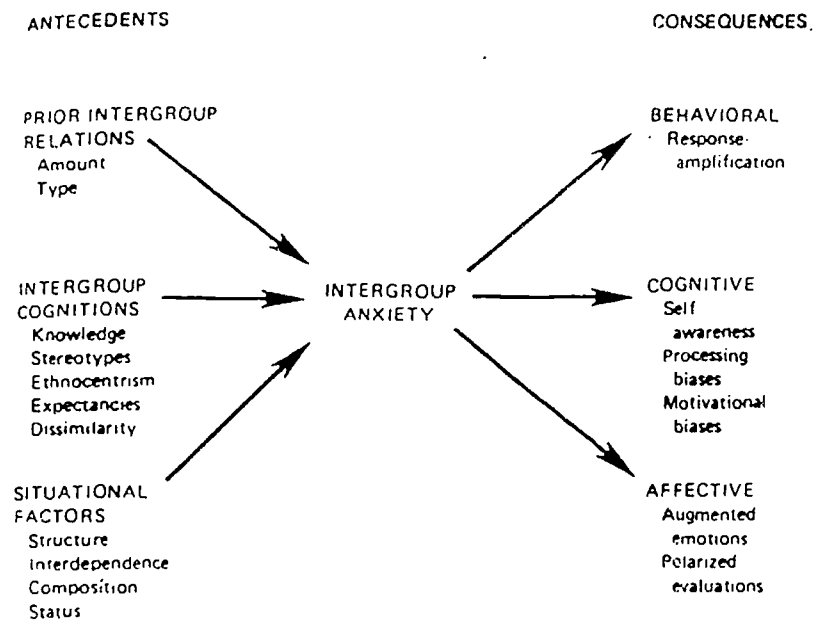 ANTECEDENTS
CONSEQUENCES.
PRIOR INTERGROUP
RELATIONS
Amount
Type
INTERGROUP
COGNITIONS
Knowledge
Stereotypes
Ethnocentrism
Expectancies
Dissimilarity
SITUATIONAL
FACTORS
Structure
Interdependence
Composition
Status
INTERGROUP
ANXIETY
BEHAVIORAL
Response-
amplification
COGNITIVE
Self
awareness
Processing
biases
Motivational
biases
AFFECTIVE
Augmented
emotions
Polarized
evaluations